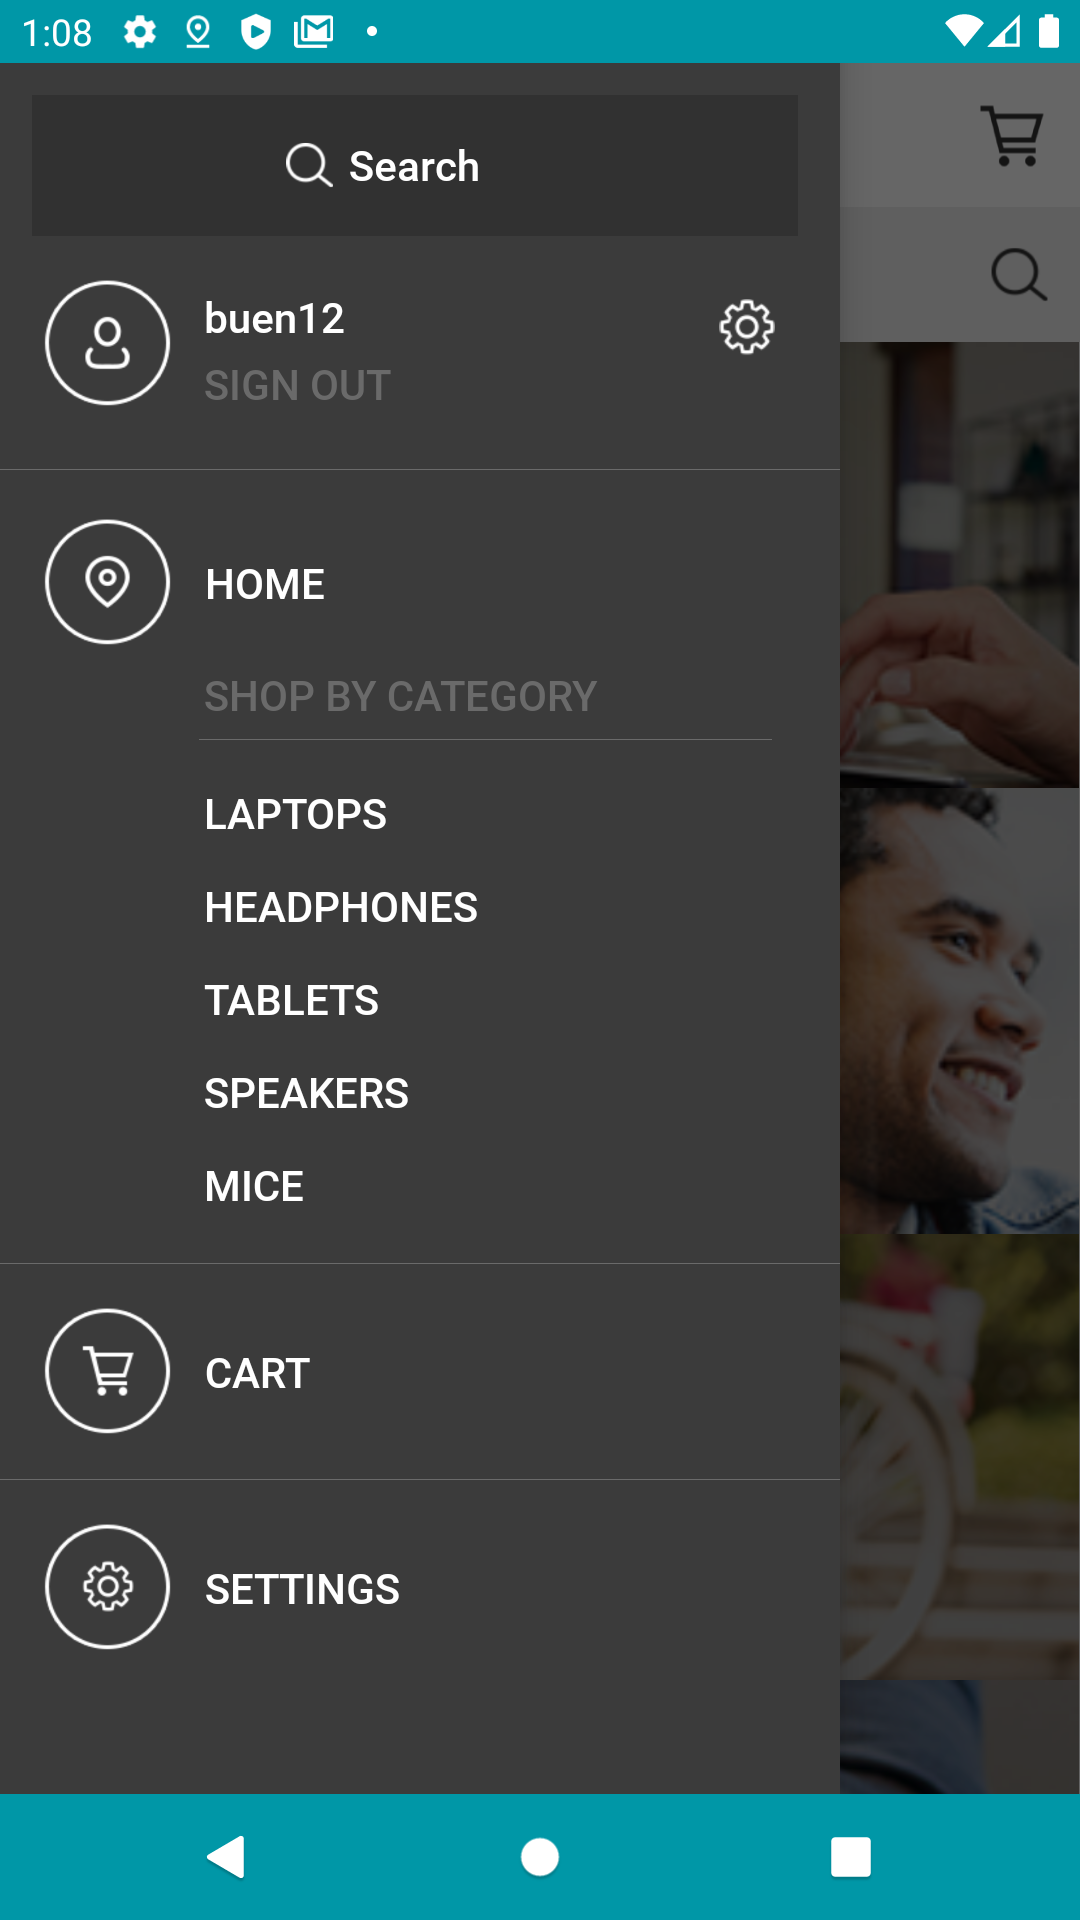 1:08
Search
buen12
SIGN OUT
HOME
SHOP BY CATEGORY
LAPTOPS
HEADPHONES
TABLETS
SPEAKERS
MICE
CART
SETTINGS